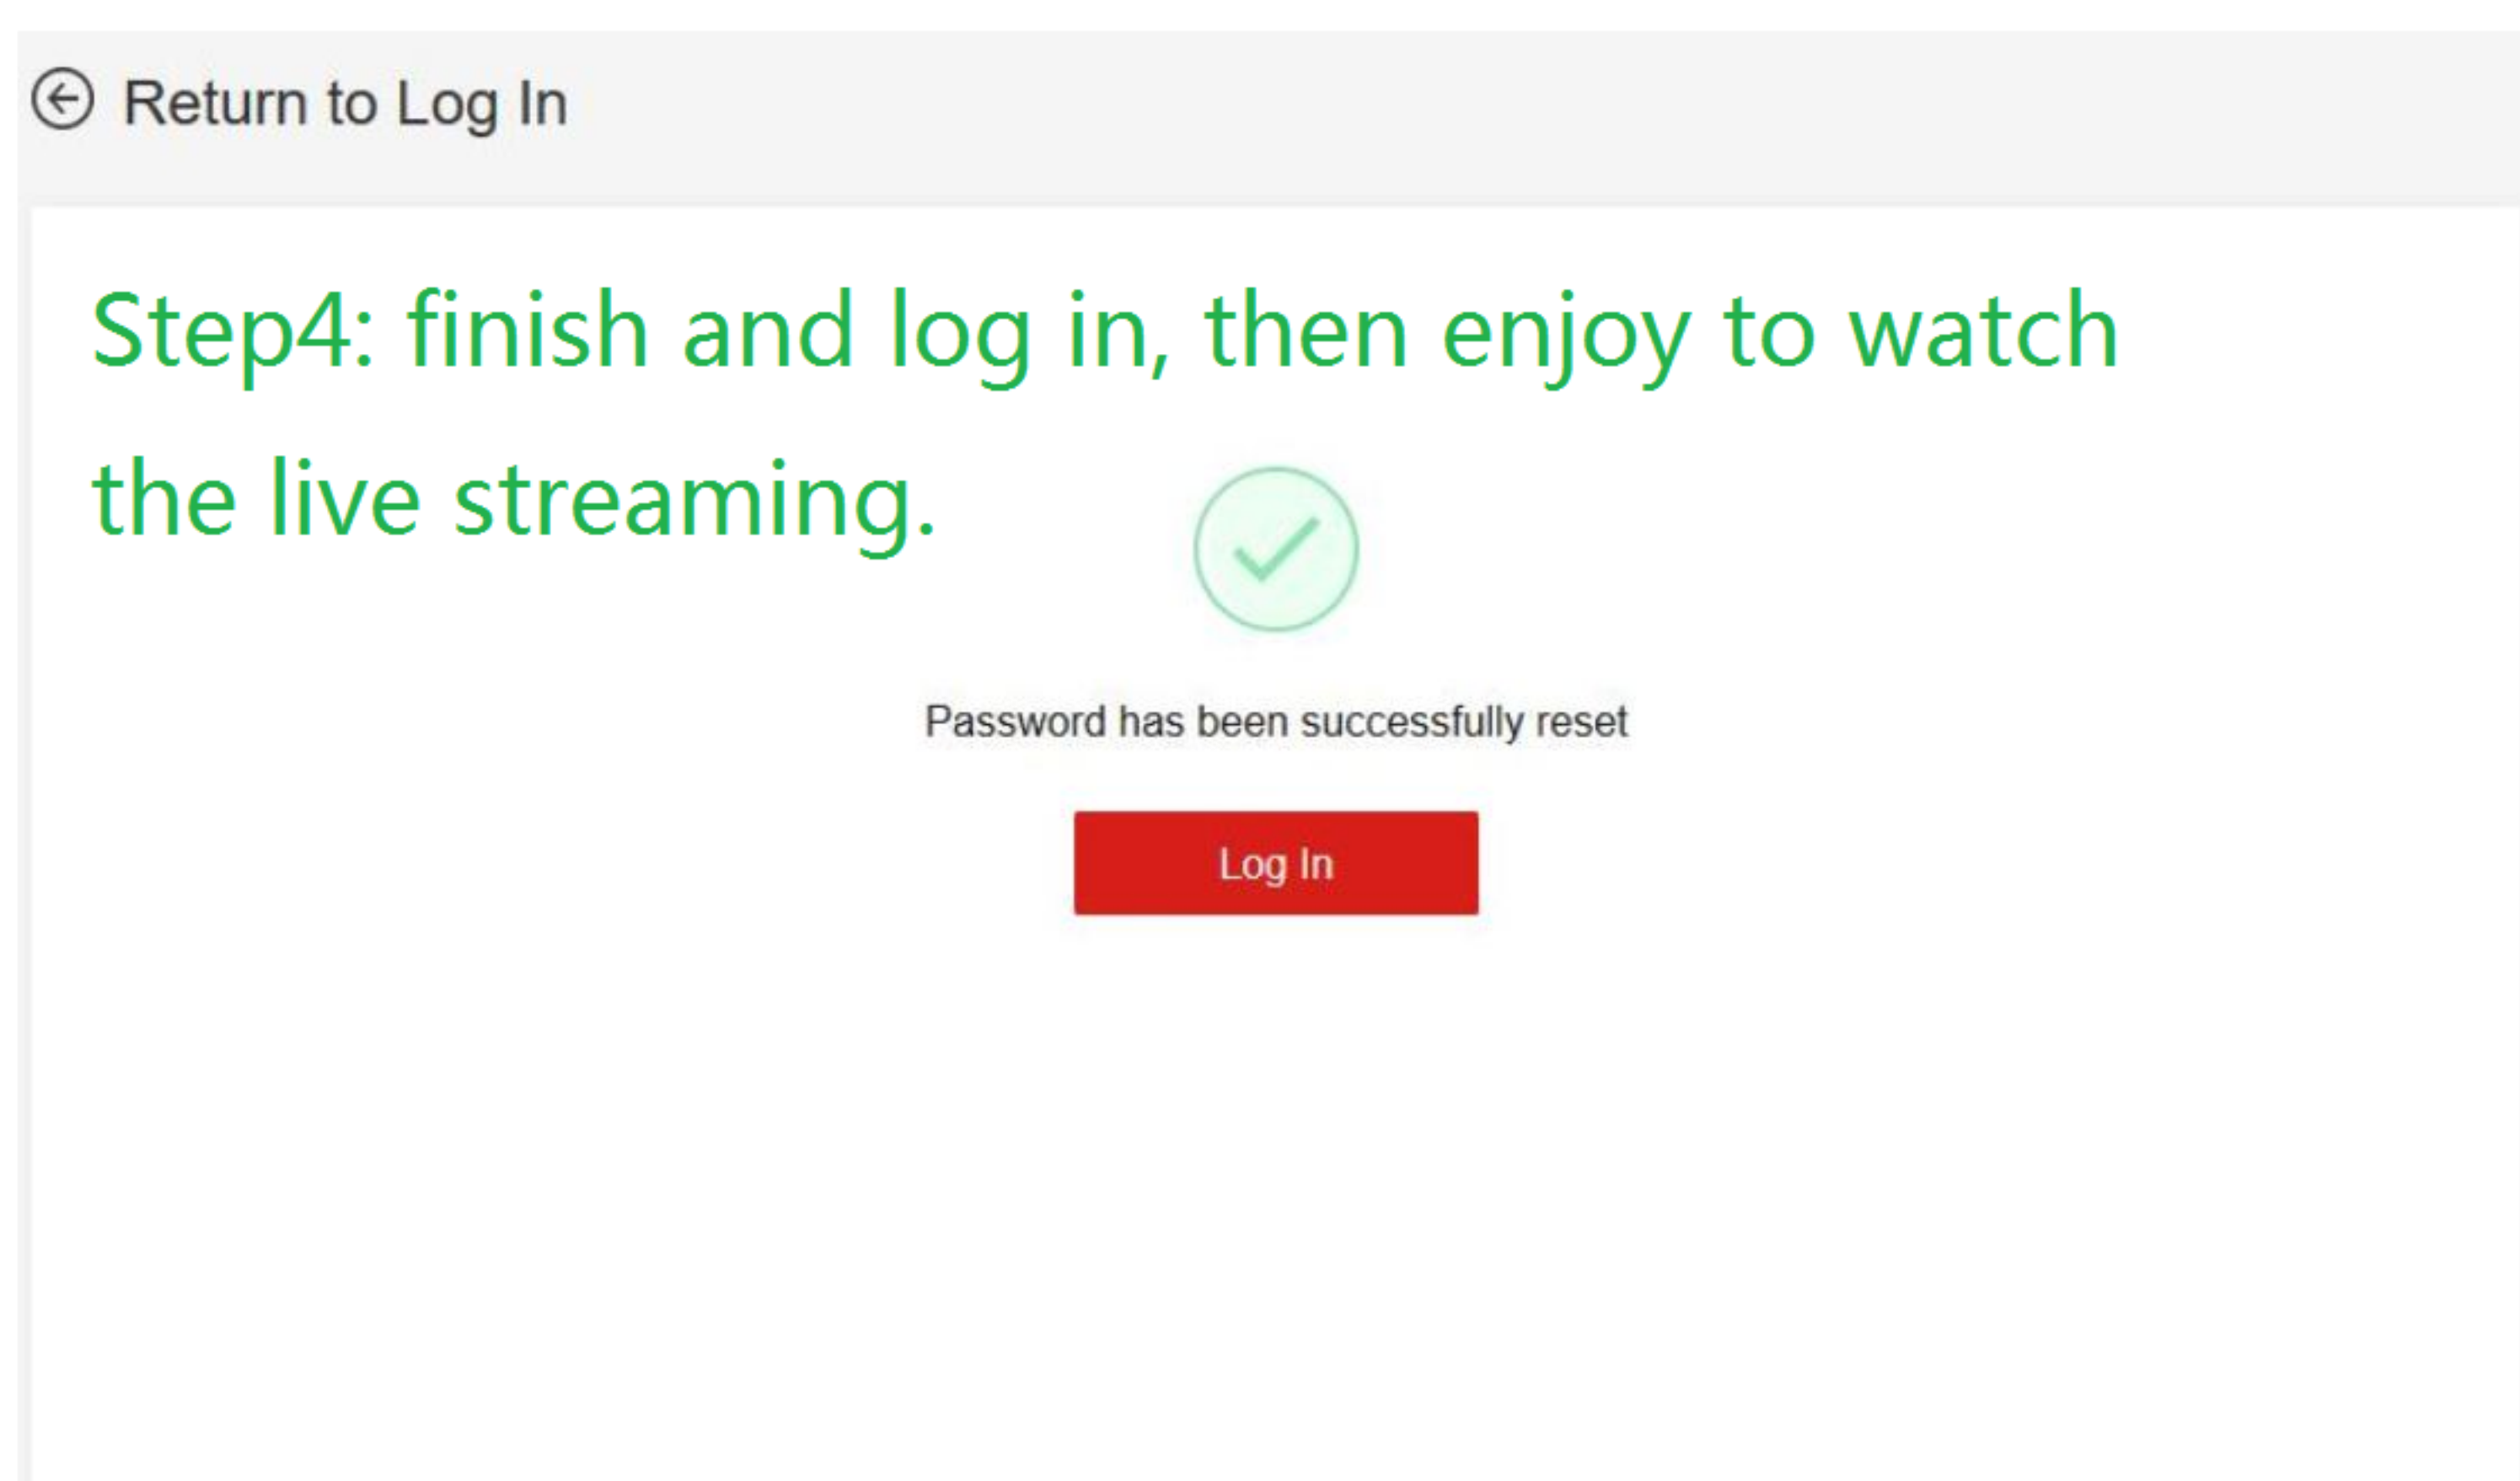 Return to Log In
Step4: finish and log in, then enjoy to watch
the live streaming.
Password has been successfully reset
Log In